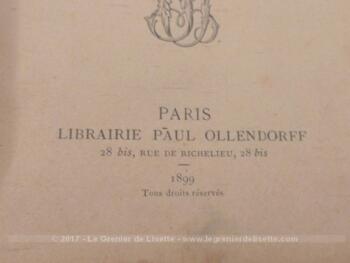 PARIS
LIBRAIRIE PAUL OLLENDORFF
28 bis, RUE DE RICHELIEU, 28 bis
1899
Tous droits réservés
© 2017 - Le Grenier de Lisette - www.legrenierdelisette.com